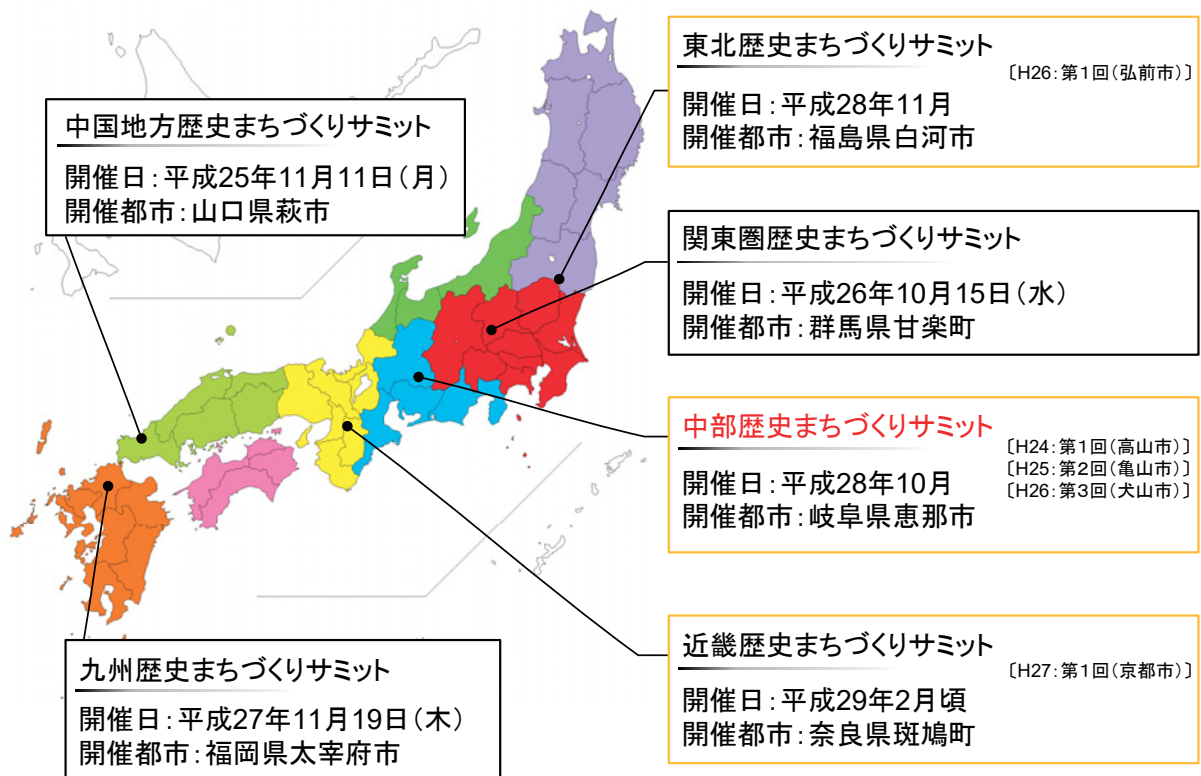 東北歴史まちづくりサミット
〔H26:第1回(弘前市)〕
開催日:平成28年11月
開催都市:福島県白河市
中国地方歴史まちづくりサミット
開催日:平成25年11月11日(月)
開催都市:山口県萩市
関東圏歴史まちづくりサミット
開催日:平成26年10月15日(水)
開催都市:群馬県甘楽町
中部歴史まちづくりサミット
〔H24:第1回(高山市)〕
〔H25:第2回(亀山市)〕
〔H26:第3回(犬山市)〕
開催日:平成28年10月
開催都市:岐阜県恵那市
近畿歴史まちづくりサミット
〔H27:第1回(京都市)〕
開催日:平成29年2月頃
開催都市:奈良県斑鳩町
九州歴史まちづくりサミット
開催日:平成27年11月19日(木)
開催都市:福岡県太宰府市